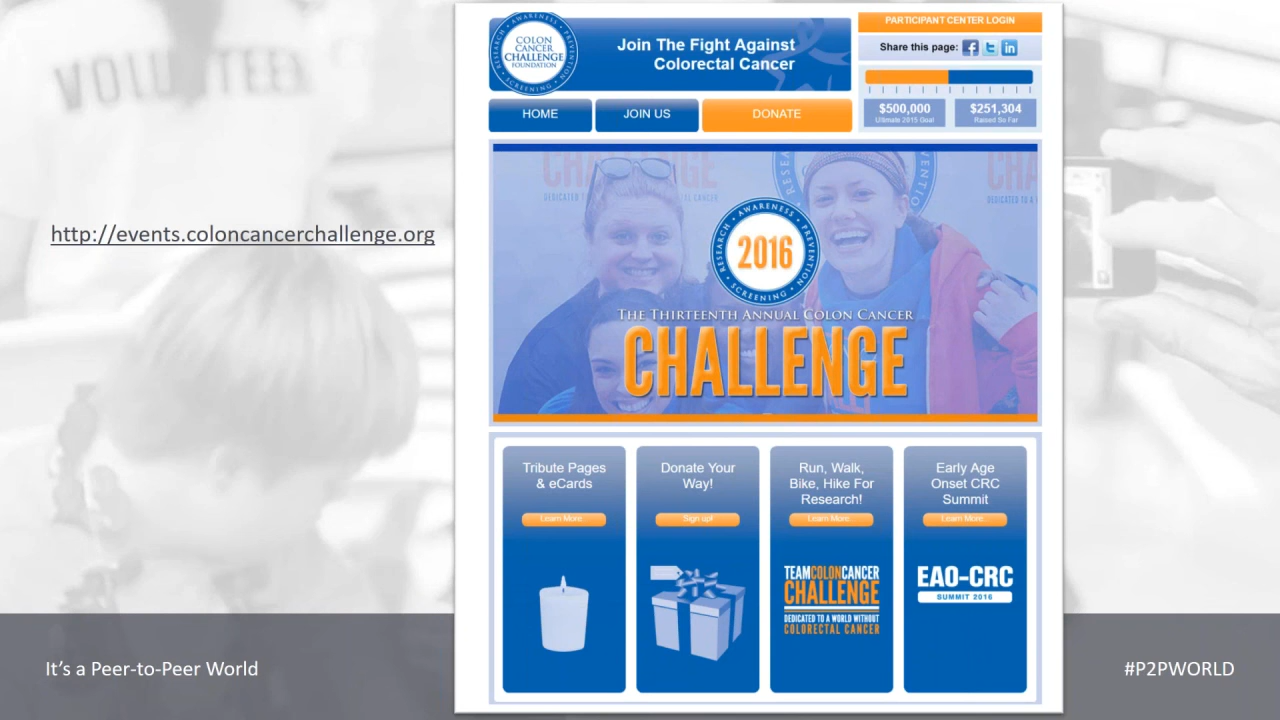 VOLUNTEER
http://events.coloncancerchallenge.org
AWARENESS
RESEARCH
PREVENTION
SCREENING
COLON
CANCER
CHALLENGE
FOUNDATION
Join The Fight Against
Colorectal Cancer
PARTICIPANT CENTER LOGIN
Share this page:
$500,000
Ultimate 2015 Goal
$251,304
Raised So Far
HOME
JOIN US
DONATE
AWARENESS
RESEARCH
PREVENTION
SCREENING
2016
THE THIRTEENTH ANNUAL COLON CANCER
CHALLENGE
Tribute Pages
& eCards
Learn More...
Donate Your
Way!
Sign up!
Run, Walk,
Bike, Hike For
Research!
Learn More...
TEAMCOLONCANCER
CHALLENGE
DEDICATED TO A WORLD WITHOUT
COLORECTAL CANCER
Early Age
Onset CRC
Summit
Learn More...
EAO-CRC
SUMMIT 2016
It's a Peer-to-Peer World
#P2PWORLD